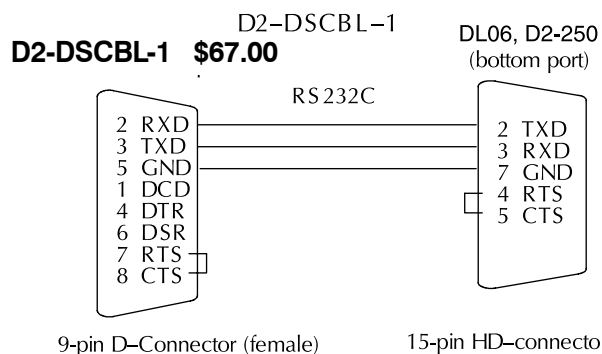 D2–DSCBL–1
D2-DSCBL-1 $67.00
DL06, D2-250
(bottom port)
RS232C
2 RXD
3 TXD
5 GND
1 DCD
4 DTR
6 DSR
7 RTS
8 CTS
2 TXD
3 RXD
7 GND
4 RTS
5 CTS
9-pin D–Connector (female)
15-pin HD–connecto